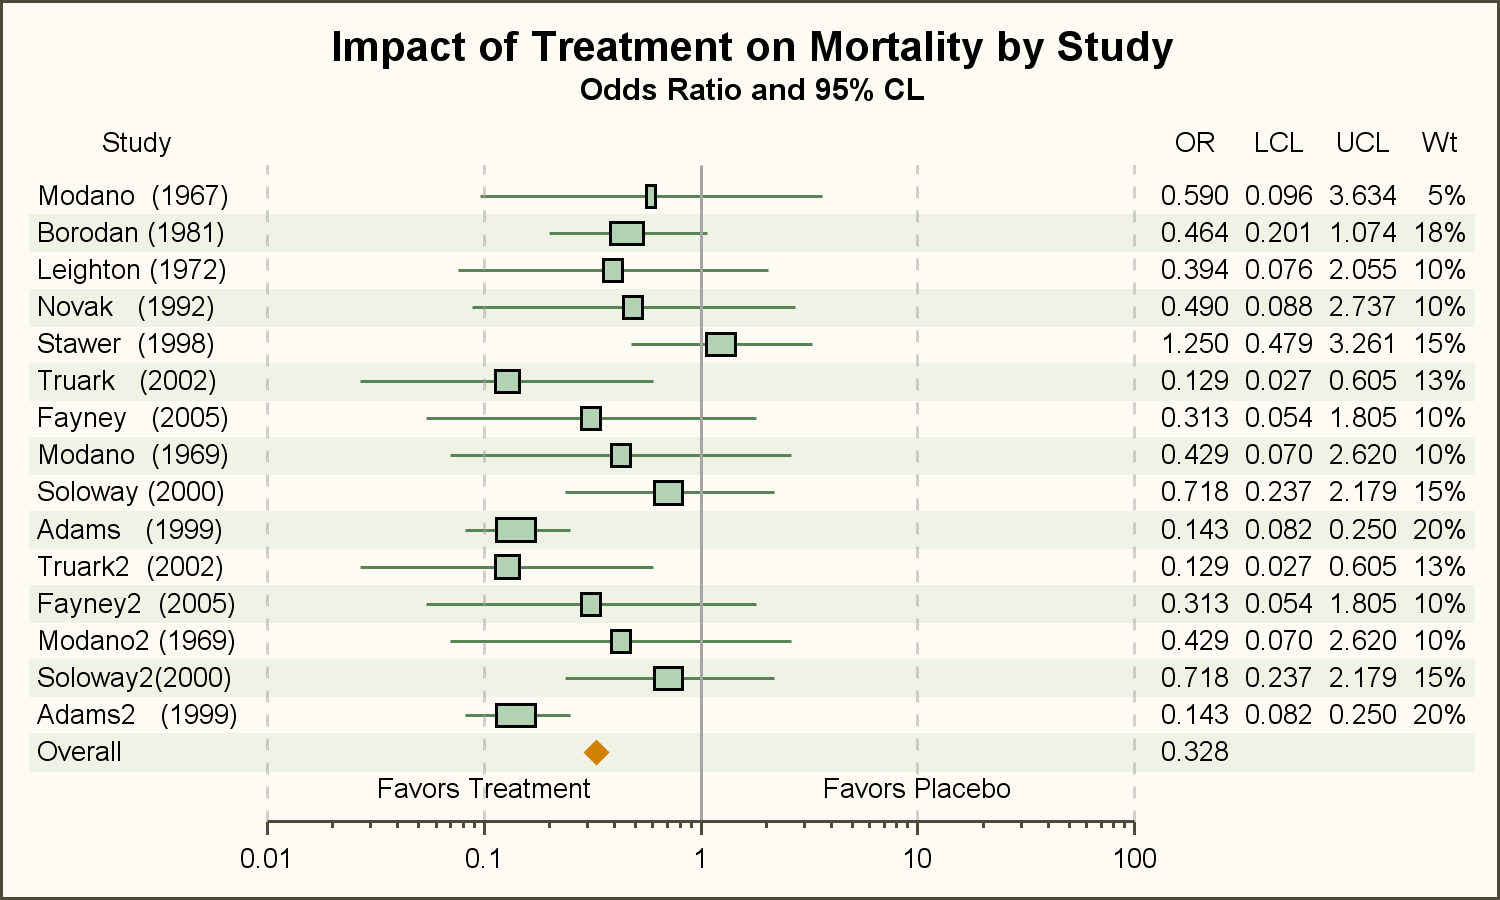 Impact of Treatment on Mortality by Study
Odds Ratio and 95% CL
Study OR LCL UCL Wt
Modano (1967) 0.590 0.096 3.634 5%
Borodan (1981) 0.464 0.201 1.074 18%
Leighton (1972) 0.394 0.076 2.055 10%
Novak (1992) 0.490 0.088 2.737 10%
Stawer (1998) 1.250 0.479 3.261 15%
Truark (2002) 0.129 0.027 0.605 13%
Fayney (2005) 0.313 0.054 1.805 10%
Modano (1969) 0.429 0.070 2.620 10%
Soloway (2000) 0.718 0.237 2.179 15%
Adams (1999) 0.143 0.082 0.250 20%
Truark2 (2002) 0.129 0.027 0.605 13%
Fayney2 (2005) 0.313 0.054 1.805 10%
Modano2 (1969) 0.429 0.070 2.620 10%
Soloway2(2000) 0.718 0.237 2.179 15%
Adams2 (1999) 0.143 0.082 0.250 20%
Overall 0.328
Favors Treatment Favors Placebo
0.01 0.1 1 10 100